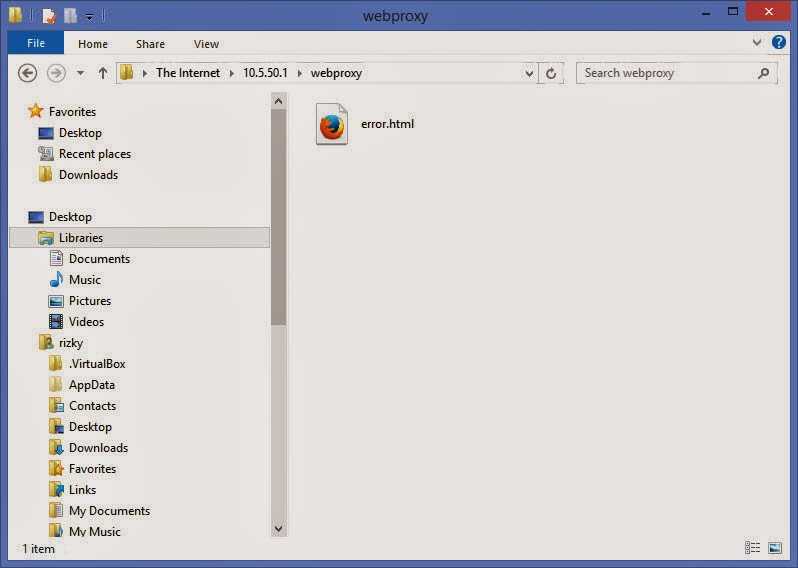 webproxy
File Home Share View
The Internet 10.5.50.1 webproxy Search webproxy
Favorites
Desktop
Recent places
Downloads
Desktop
Libraries
Documents
Music
Pictures
Videos
rizky
.VirtualBox
AppData
Contacts
Desktop
Downloads
Favorites
Links
My Documents
My Music
error.html
1 item